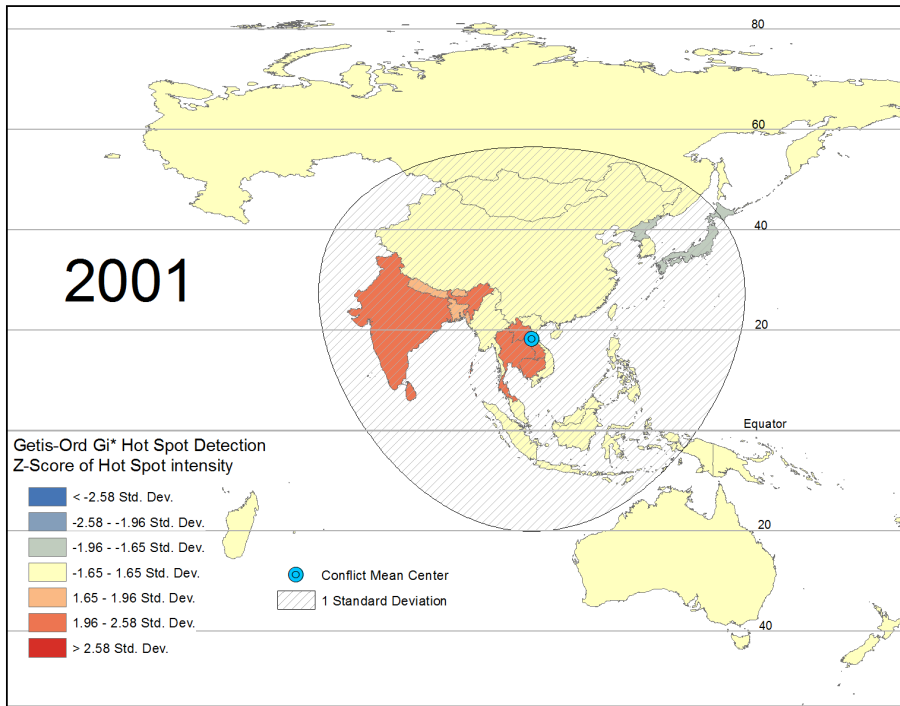 80
60
40
2001
20
Equator
Getis-Ord Gi* Hot Spot Detection
Z-Score of Hot Spot intensity
< -2.58 Std. Dev.
-2.58 - -1.96 Std. Dev.
-1.96 - -1.65 Std. Dev.
-1.65 - 1.65 Std. Dev.
1.65 - 1.96 Std. Dev.
1.96 - 2.58 Std. Dev.
> 2.58 Std. Dev.
Conflict Mean Center
1 Standard Deviation
20
40